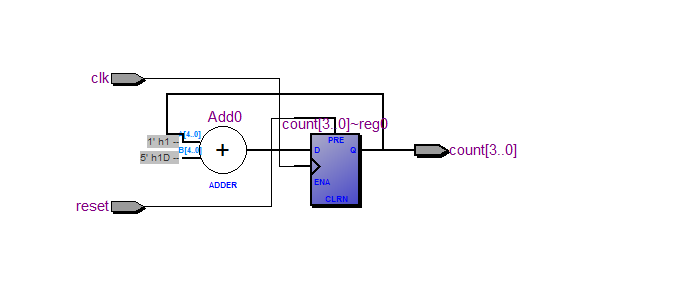 clk
Add0
count[3..0]~reg0
A[4..0]
PRE
1' h1 --
B[4..0]
D
Q
count[3..0]
5' h1D --
ENA
ADDER
CLRN
reset